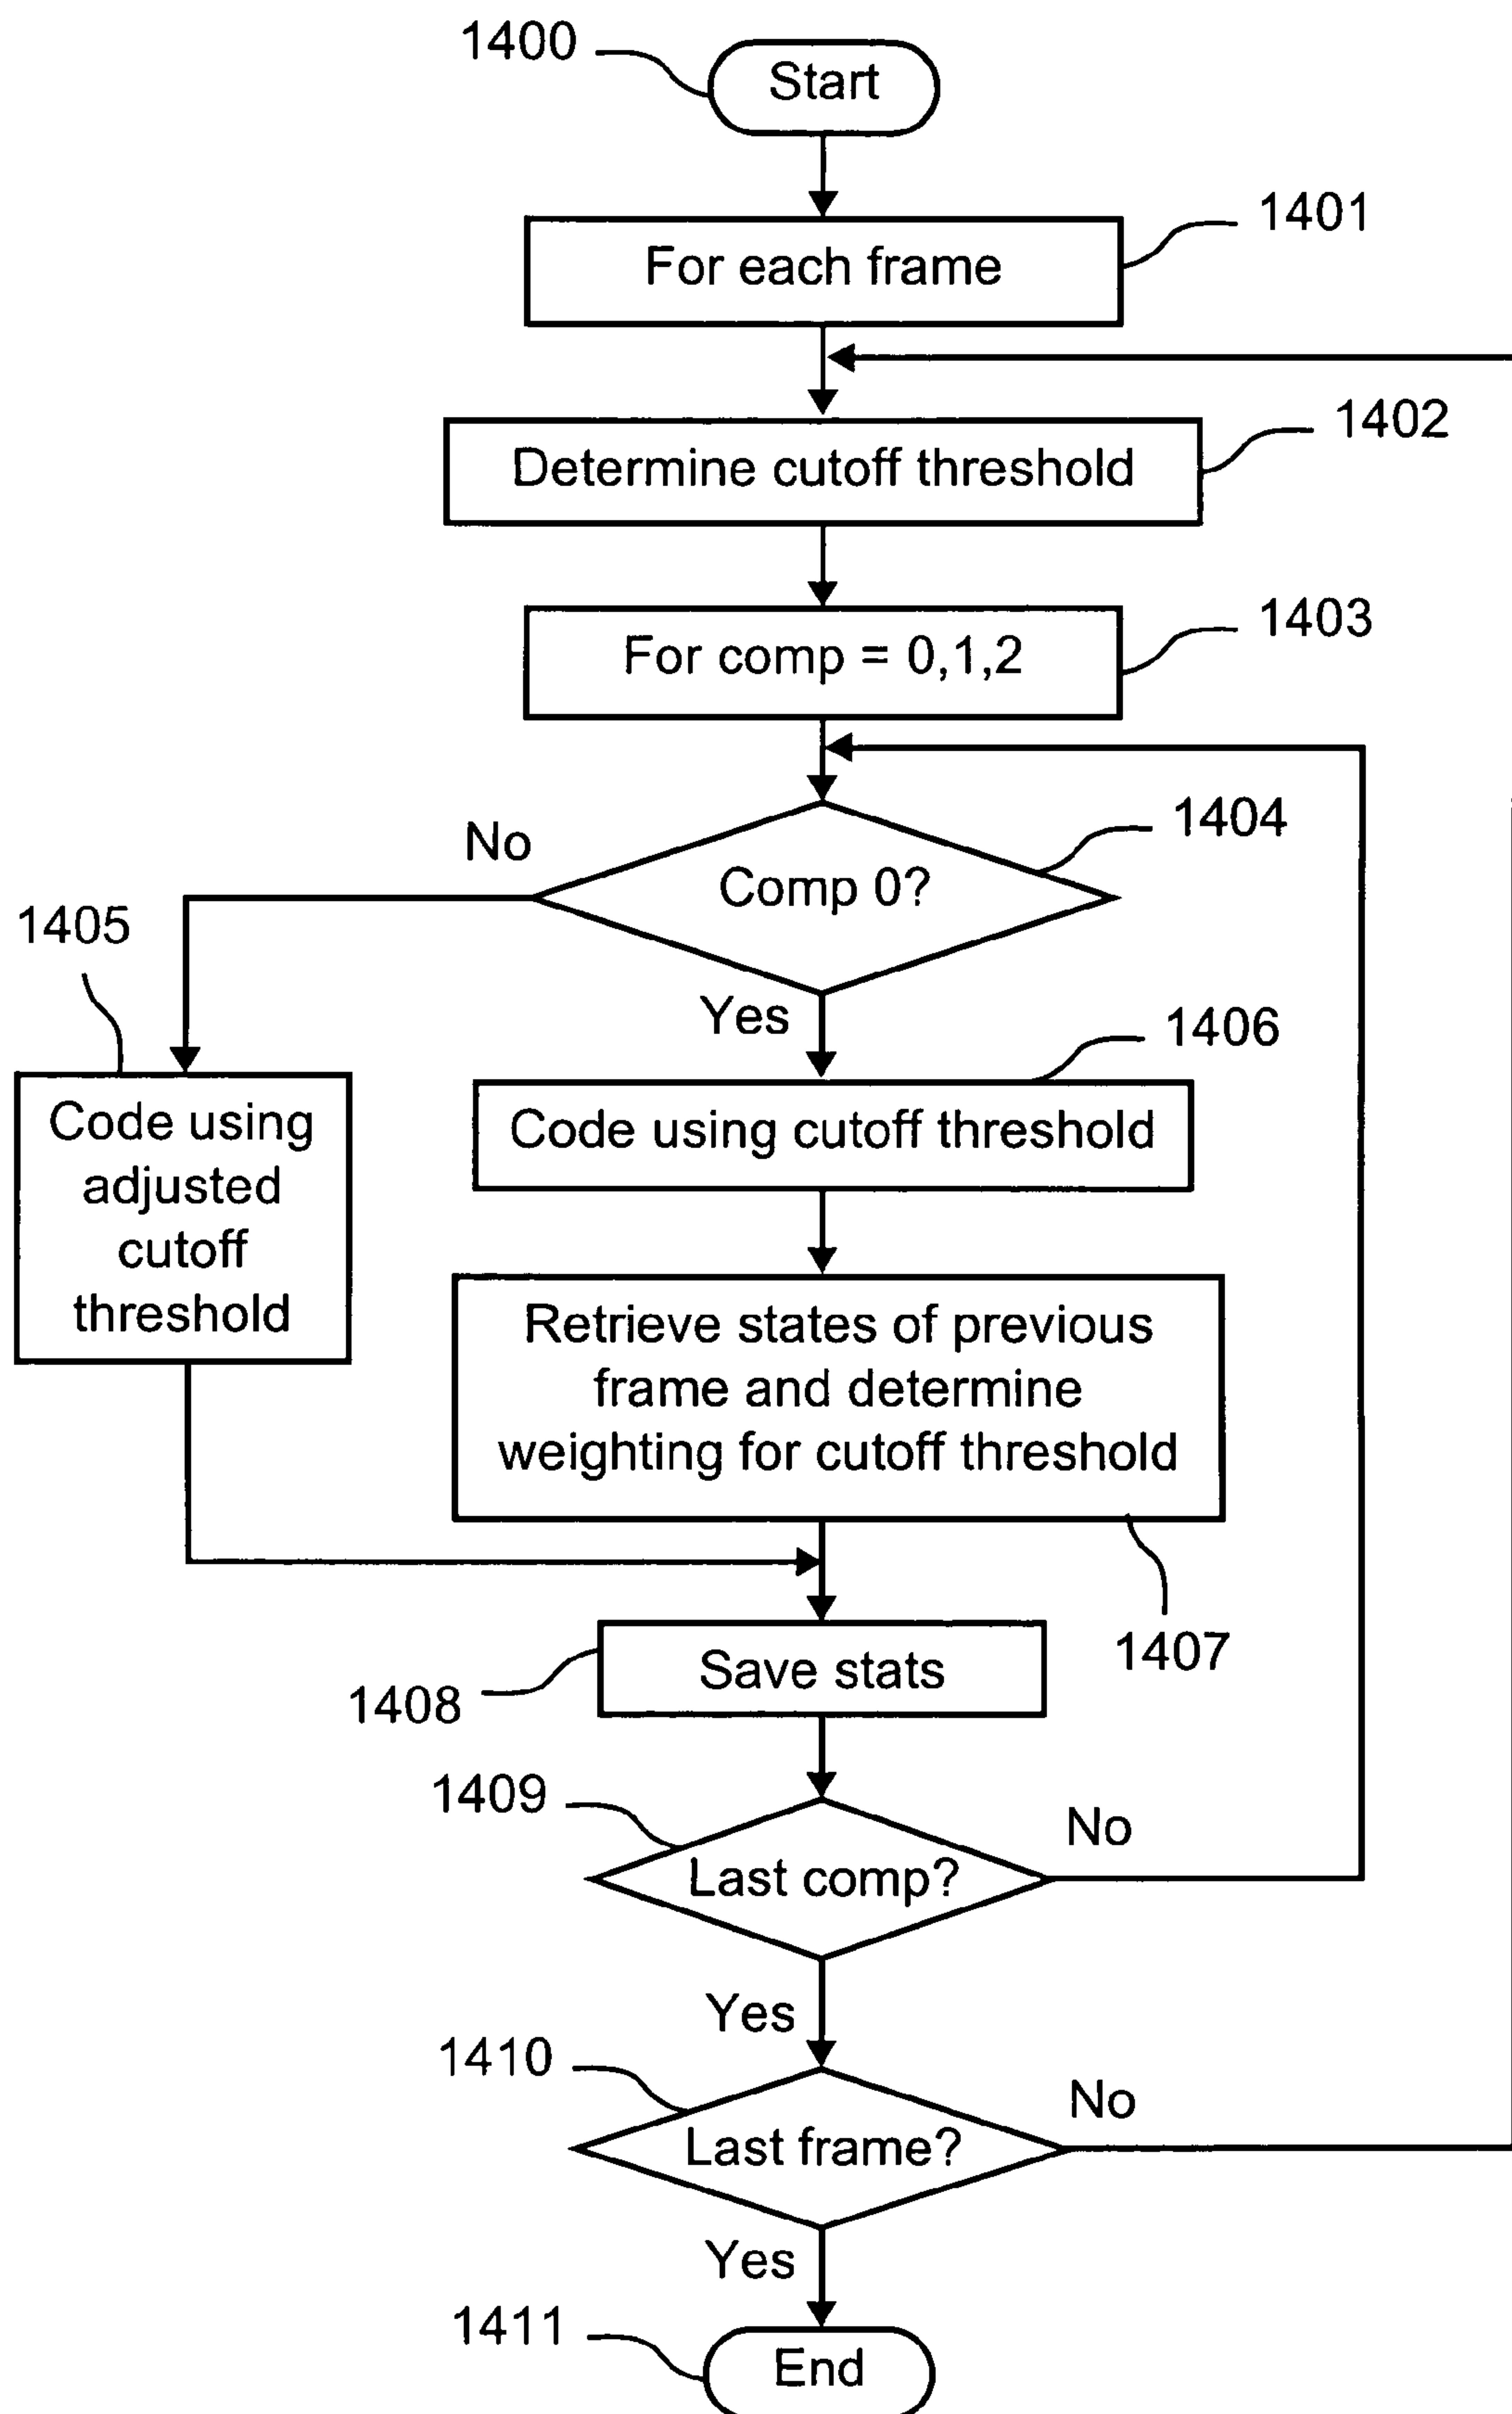 1400
Start
1401
For each frame
1402
Determine cutoff threshold
1403
For comp = 0,1,2
1404
No
Comp 0?
1405
Yes
1406
Code using
adjusted
cutoff
threshold
Code using cutoff threshold
Retrieve states of previous
frame and determine
weighting for cutoff threshold
1407
Save stats
1408
1409
No
Last comp?
Yes
1410
No
Last frame?
Yes
1411
End